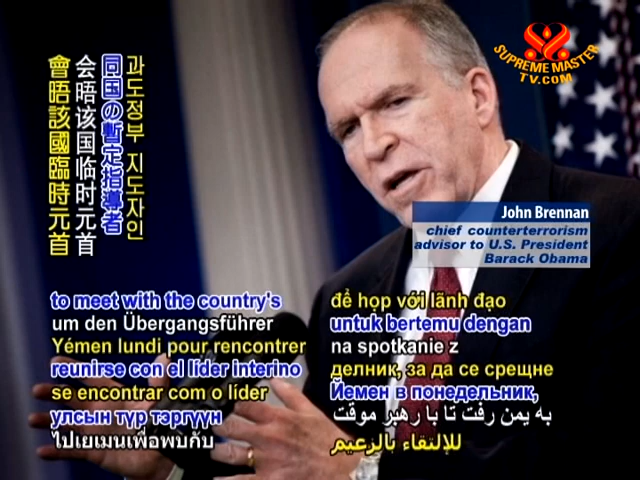 SUPREME MASTER
TV.COM
과도정부 지도자인
同国の暫定指導者
会晤该国临时元首
會晤該國臨時元首
John Brennan
chief counterterrorism
advisor to U.S. President
Barack Obama
to meet with the country's
um den Übergangsführer
Yémen lundi pour rencontrer
reunirse con el líder interino
se encontrar com o líder
улсын түр тэргүүн
ไปเยเมนเพื่อพบกับ
để họp với lãnh đạo
untuk bertemu dengan
na spotkanie z
делник, за да се срещне
Йемен в понедельник,
به یمن رفت تا با رهبر موقت
للإلتقاء بالزعيم